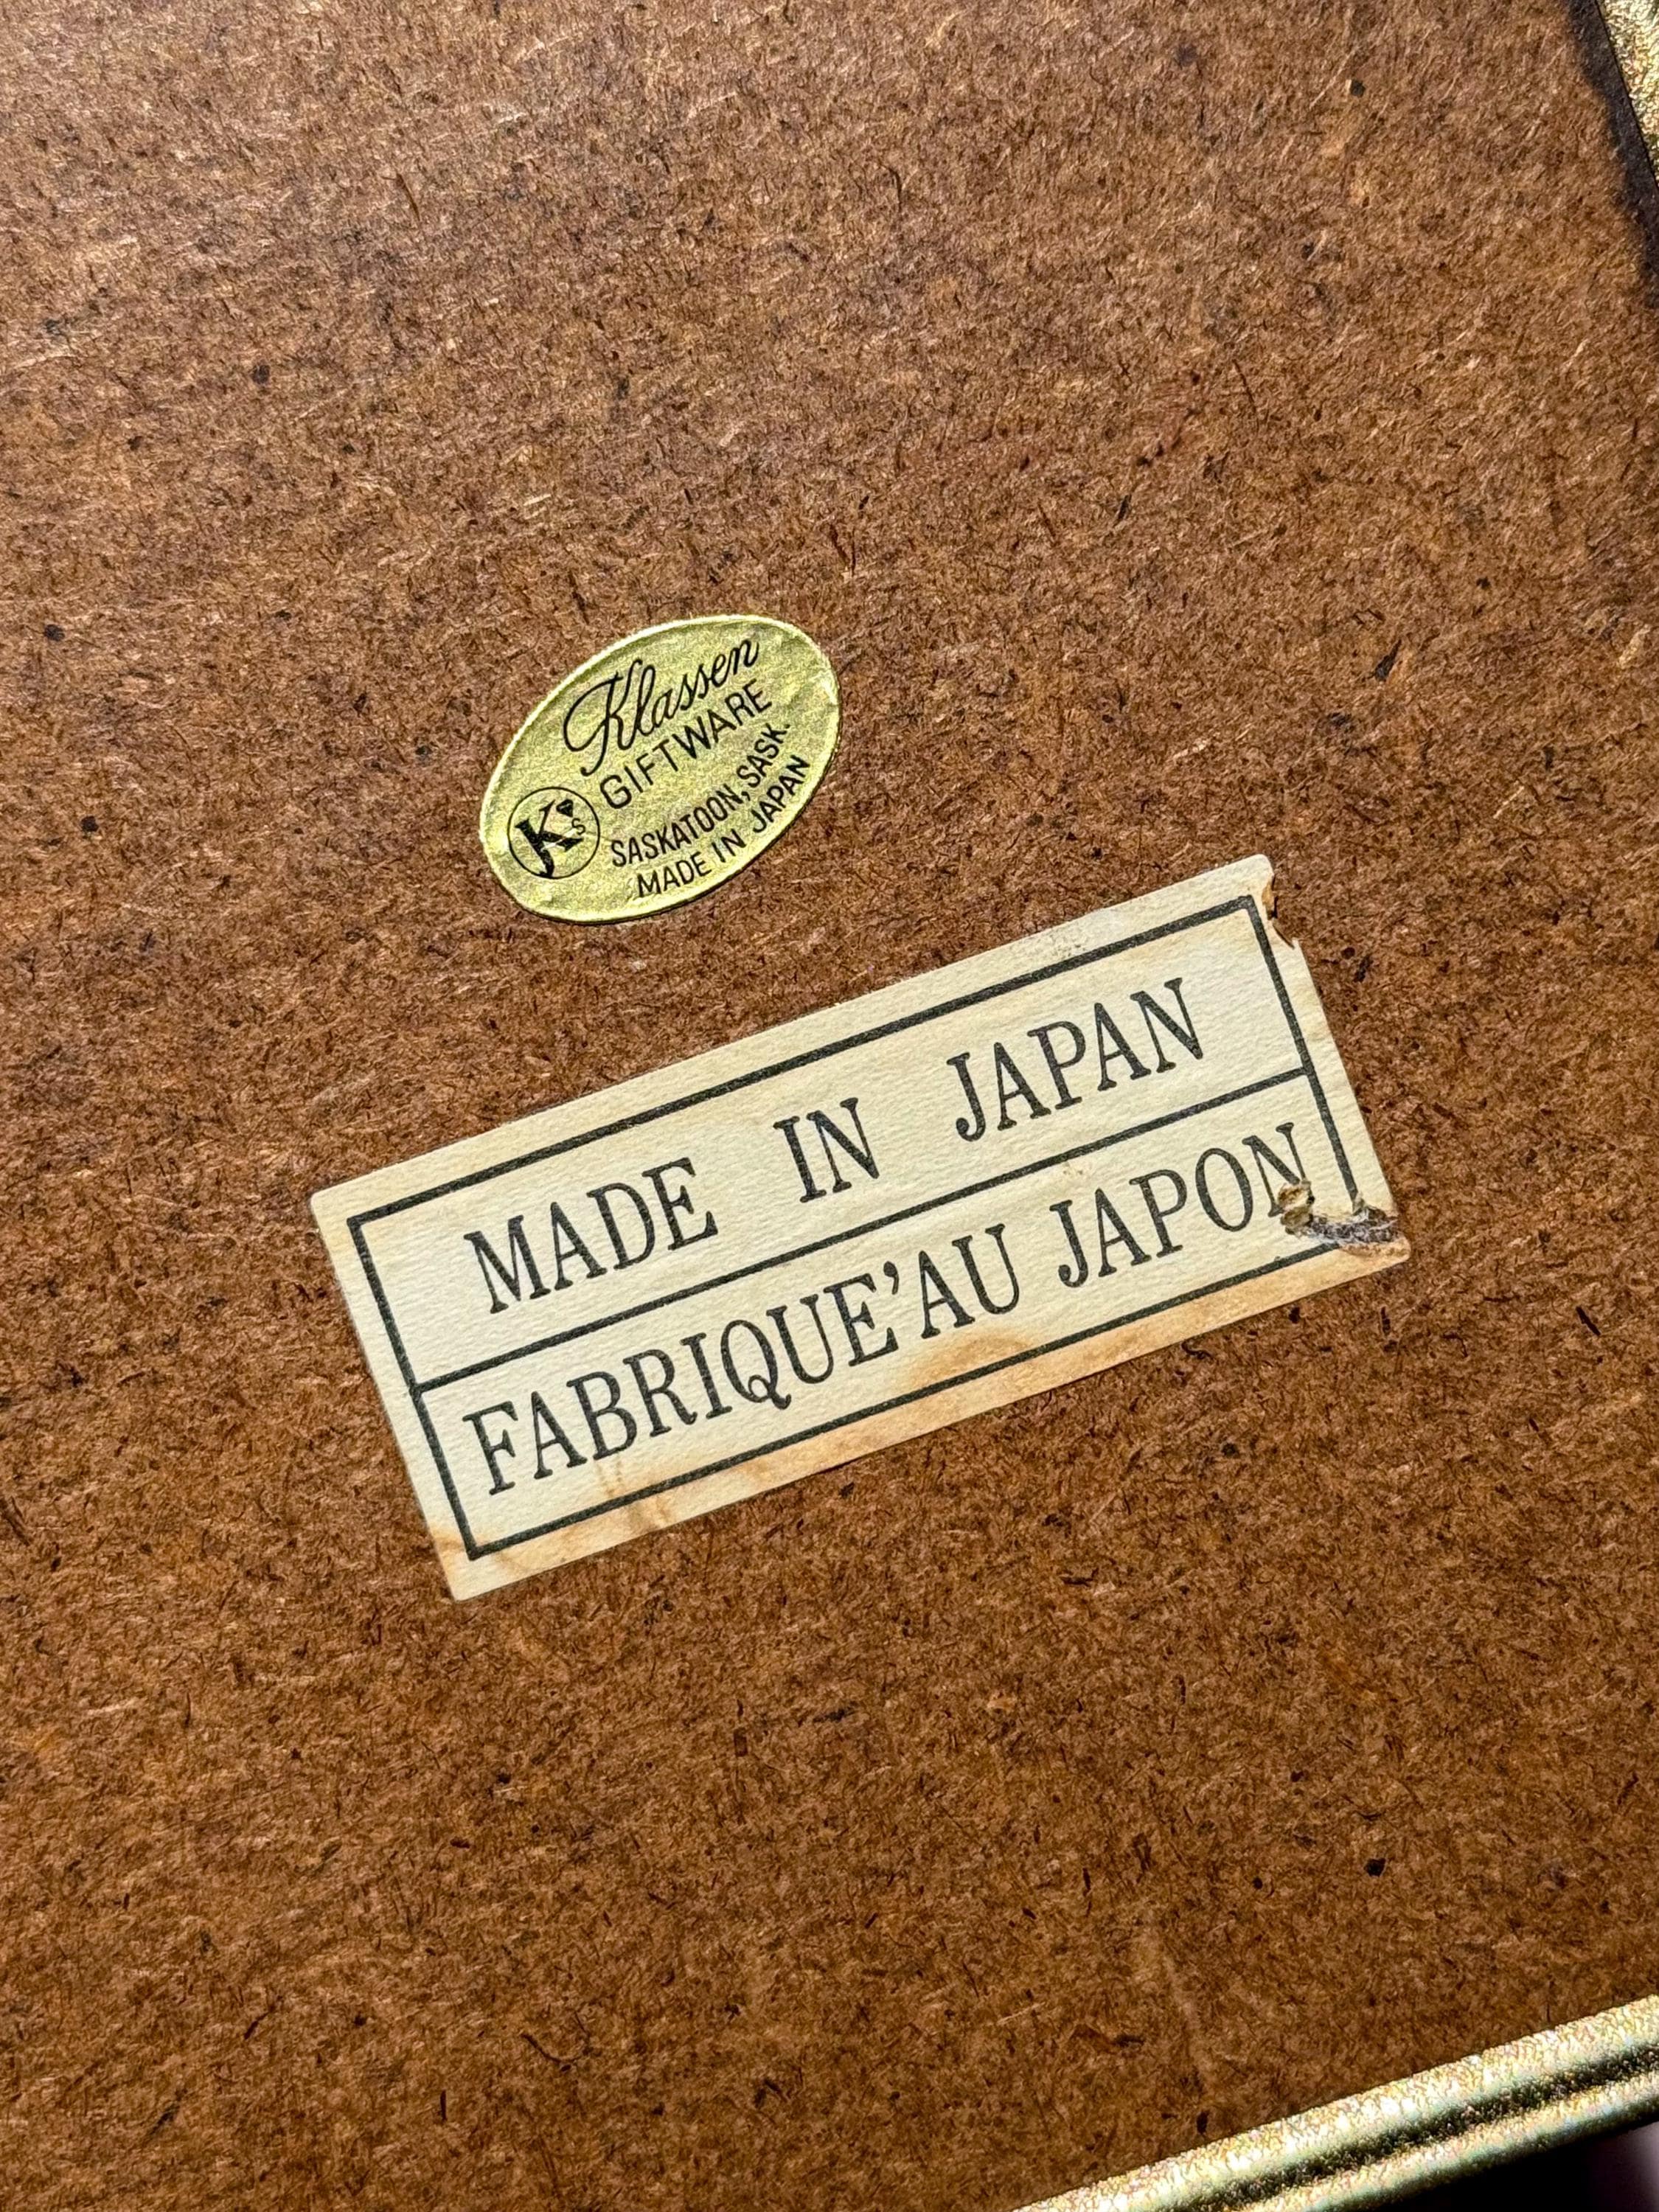 Klassen
GIFTWARE
K's
SASKATOON, SASK.
MADE IN JAPAN
MADE IN JAPAN
FABRIQUE'AU JAPON